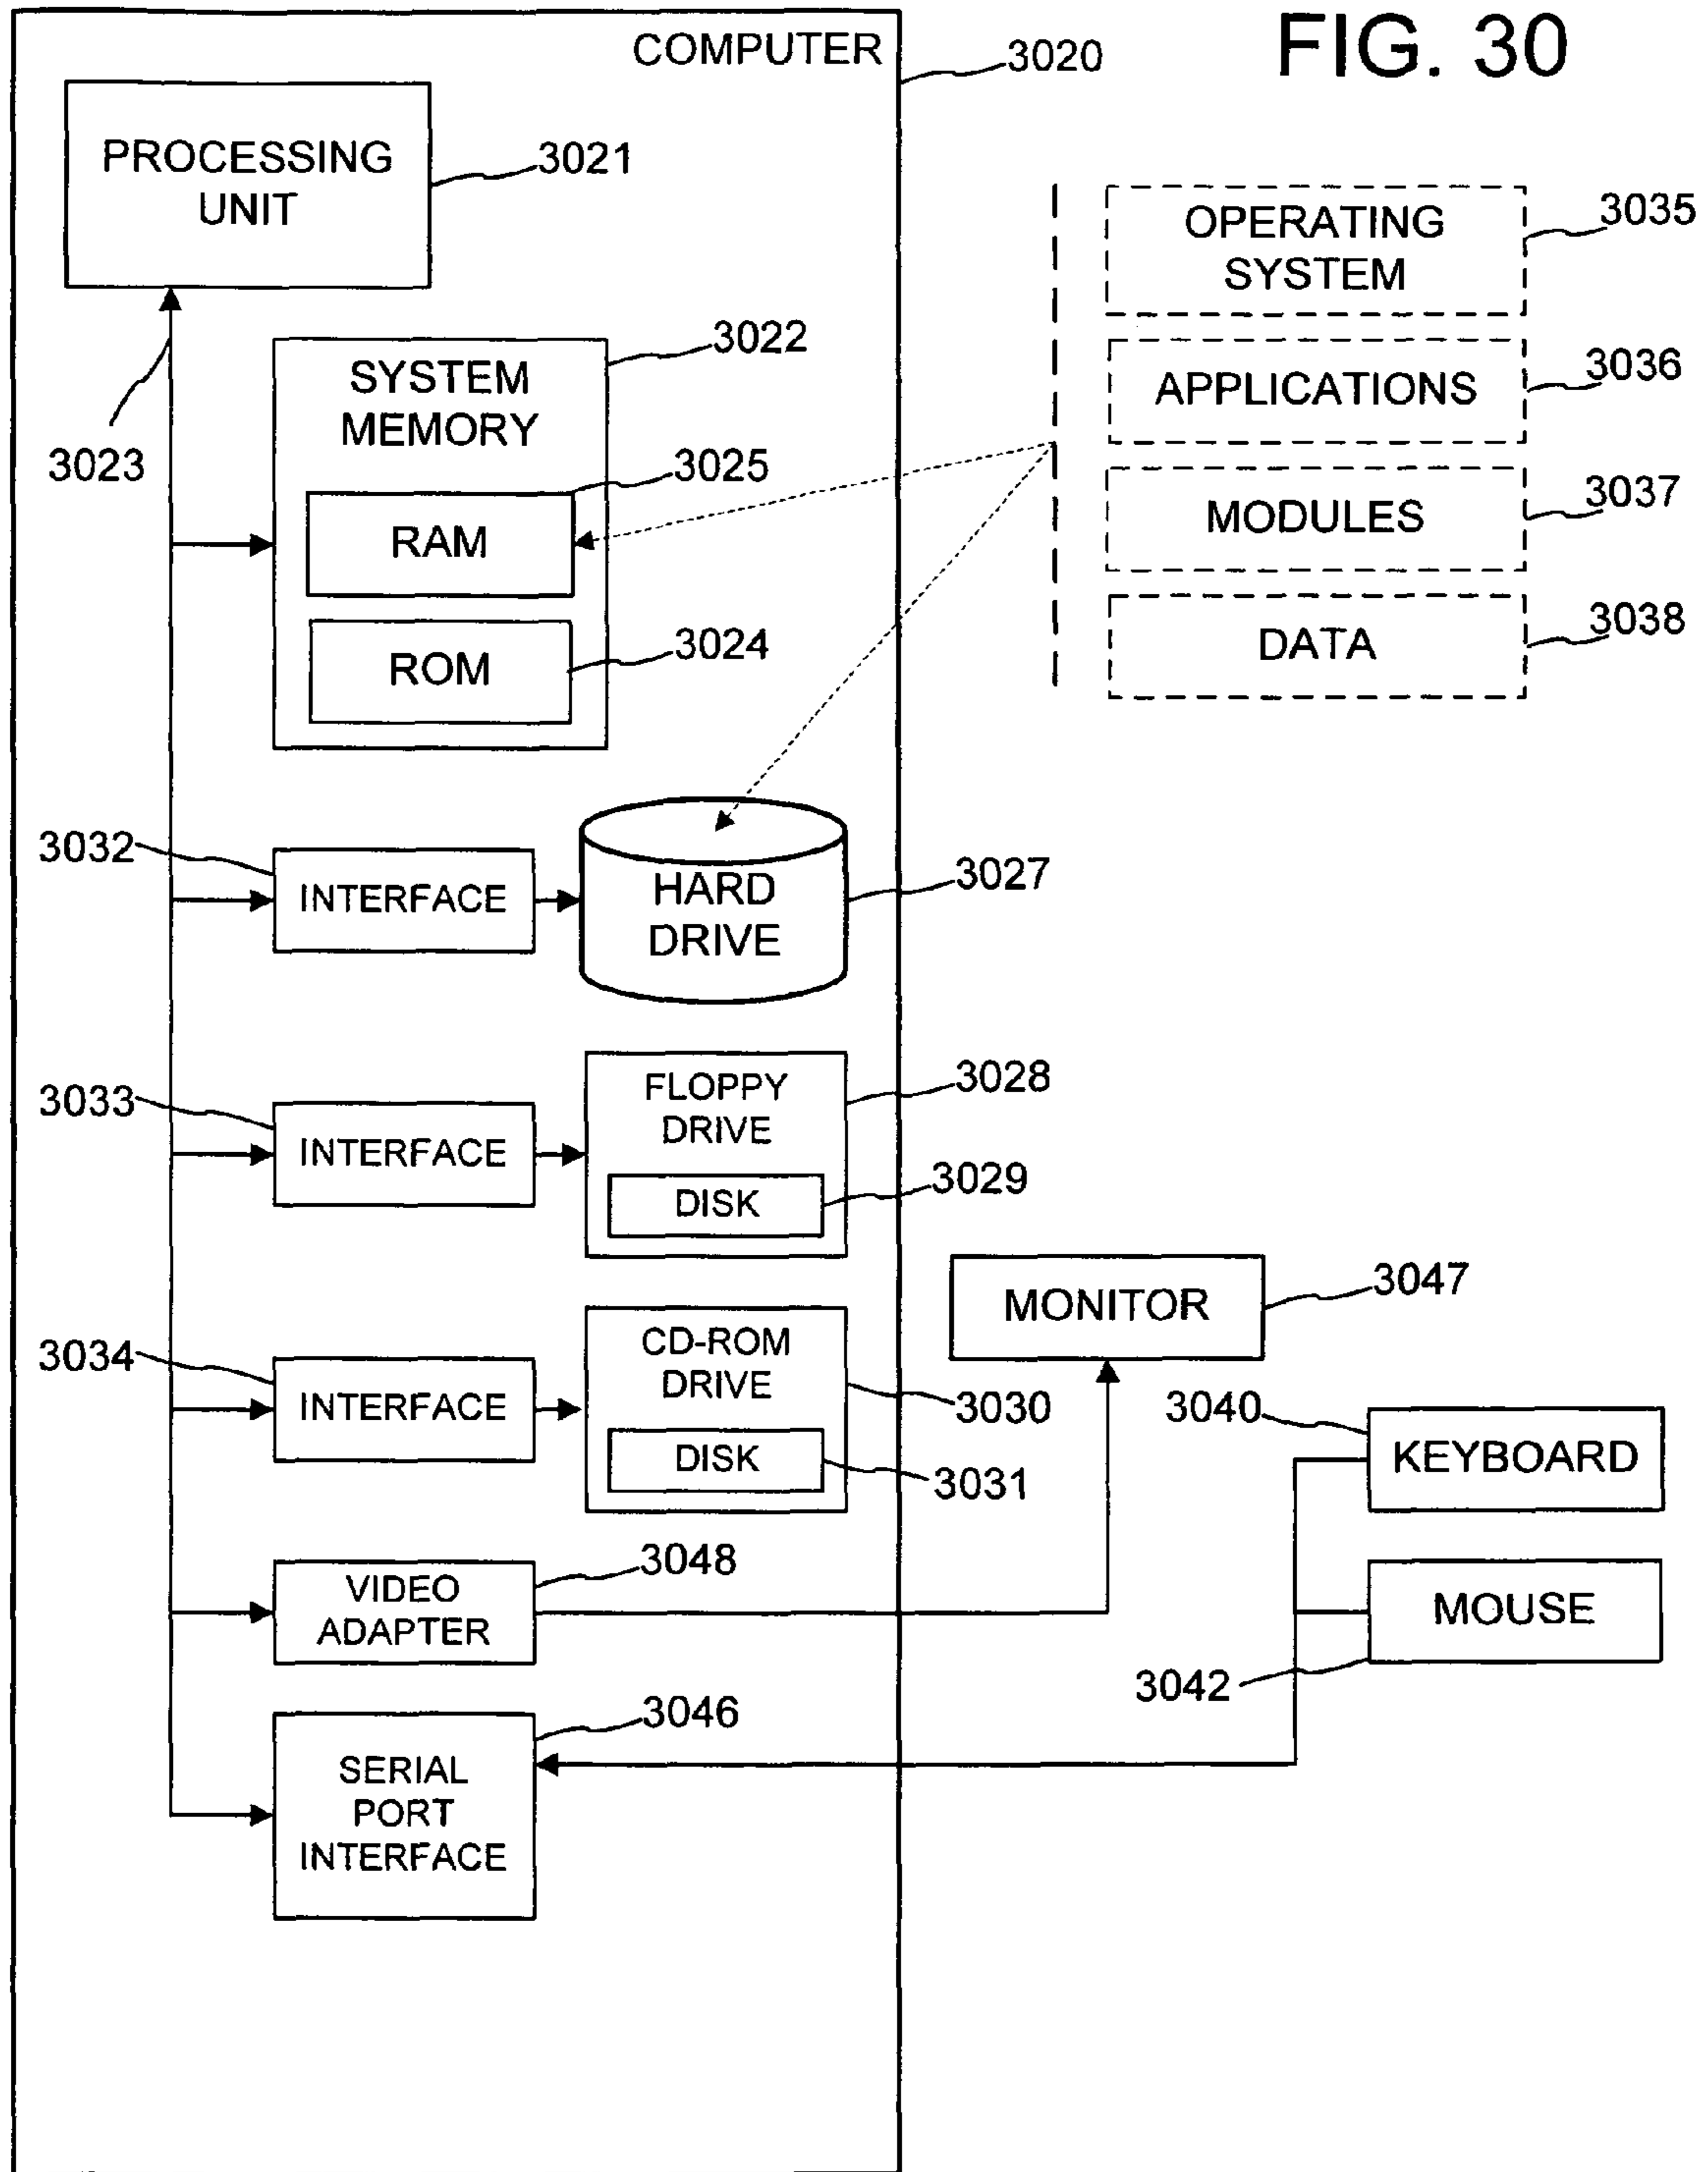 FIG. 30
COMPUTER
3020
PROCESSING
UNIT
3021
3023
SYSTEM
MEMORY
3022
RAM
3025
ROM
3024
OPERATING
SYSTEM
3035
APPLICATIONS
3036
MODULES
3037
DATA
3038
3032
INTERFACE
HARD
DRIVE
3027
3033
INTERFACE
FLOPPY
DRIVE
3028
DISK
3029
3034
INTERFACE
CD-ROM
DRIVE
3030
DISK
3031
MONITOR
3047
3040
KEYBOARD
MOUSE
3042
VIDEO
ADAPTER
3048
SERIAL
PORT
INTERFACE
3046